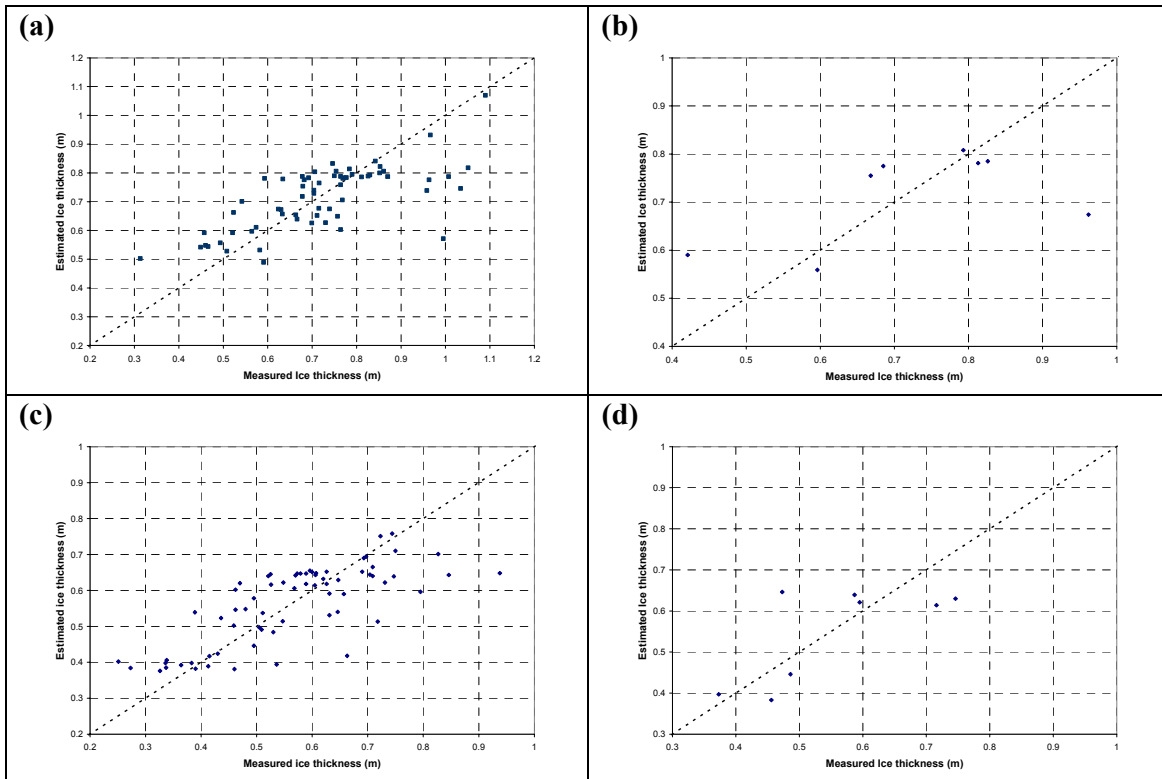 (a)
1.2
1.1
1
0.9
0.8
0.7
0.6
0.5
0.4
0.3
0.2
0.2 0.3 0.4 0.5 0.6 0.7 0.8 0.9 1 1.1 1.2
Estimated Ice thickness (m)
Measured Ice thickness (m)
(b)
1
0.9
0.8
0.7
0.6
0.5
0.4
0.4 0.5 0.6 0.7 0.8 0.9 1
Estimated Ice thickness (m)
Measured Ice thickness (m)
(c)
1
0.9
0.8
0.7
0.6
0.5
0.4
0.3
0.2
0.2 0.3 0.4 0.5 0.6 0.7 0.8 0.9 1
Estimated ice thickness (m)
Measured ice thickness (m)
(d)
1
0.9
0.8
0.7
0.6
0.5
0.4
0.3
0.3 0.4 0.5 0.6 0.7 0.8 0.9 1
Estimated Ice thickness (m)
Measured Ice thickness (m)